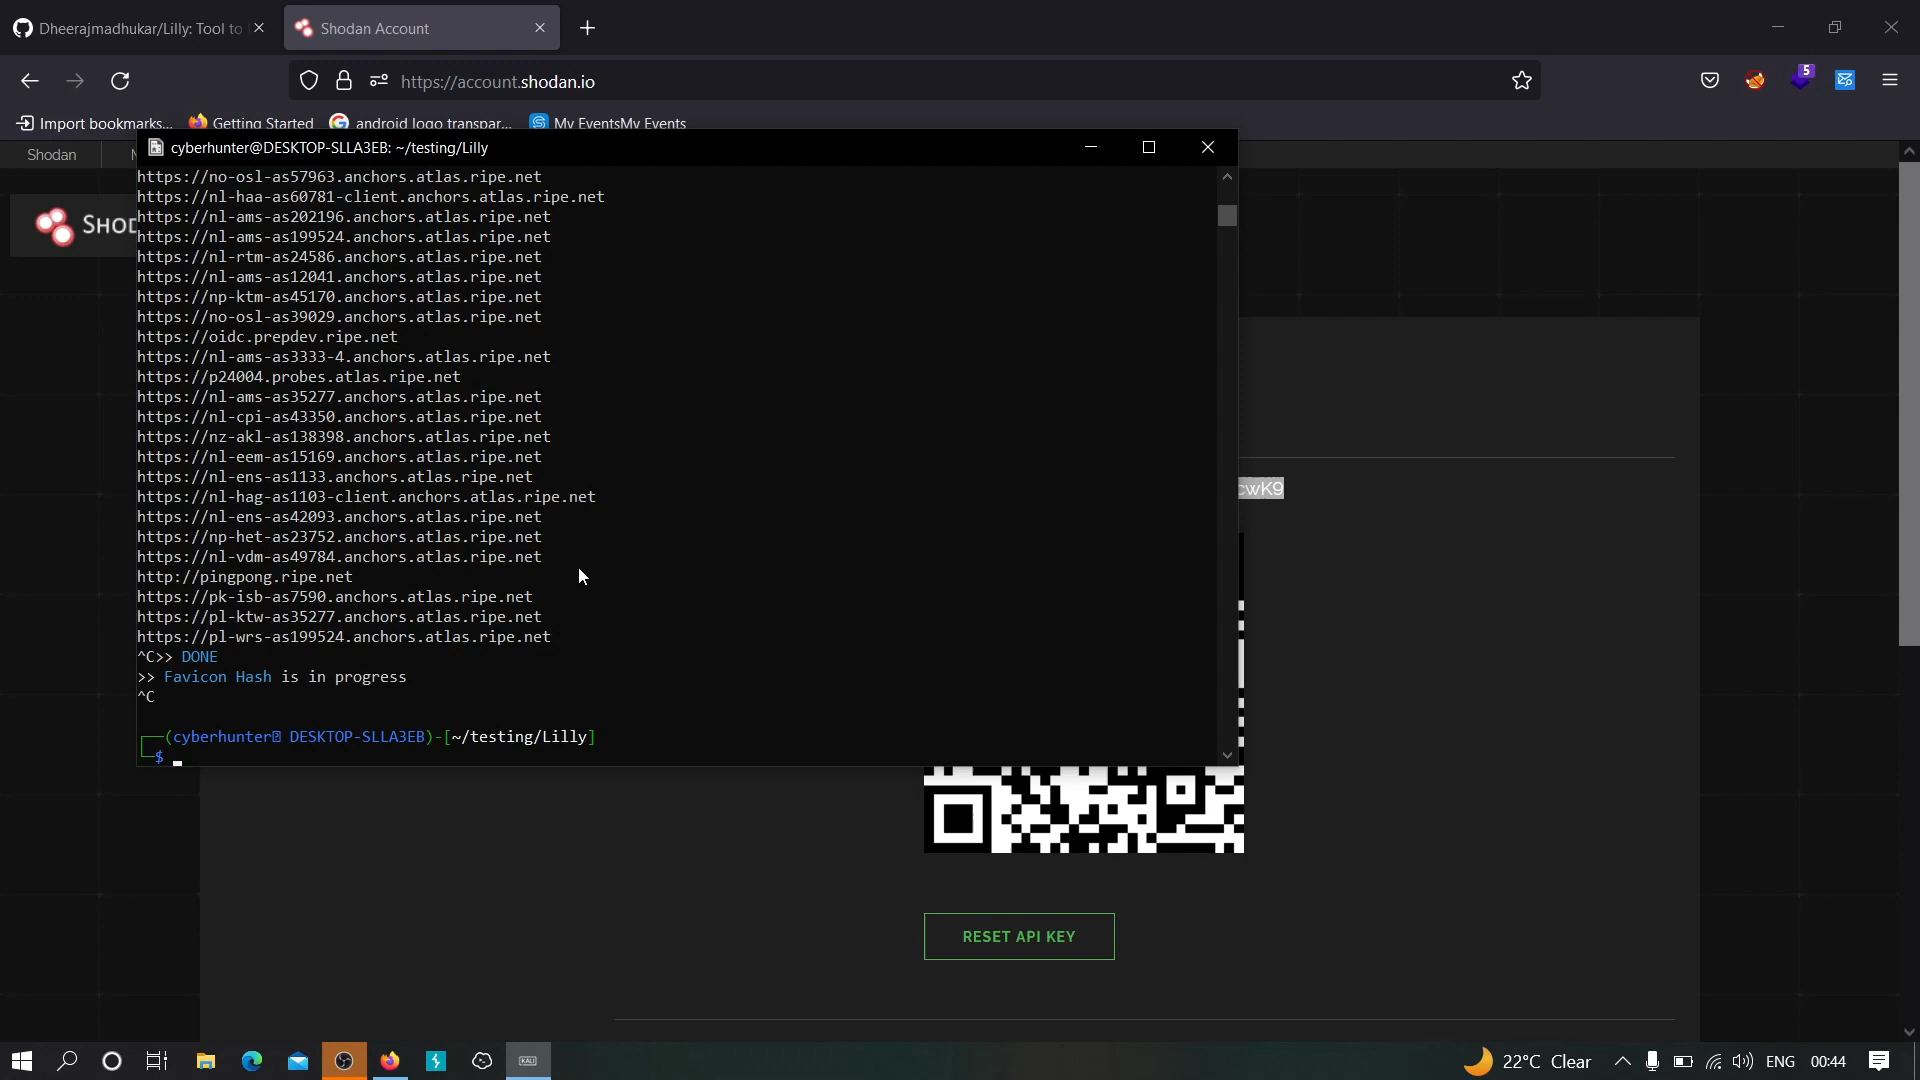 Dheerajmadhukar/Lilly: Tool to
Shodan Account
https://account.shodan.io
5
Import bookmarks...
Getting Started
android logo transpar...
My EventsMy Events
Shodan
cyberhunter@DESKTOP-SLLA3EB: ~/testing/Lilly
https://no-osl-as57963.anchors.atlas.ripe.net
https://nl-haa-as60781-client.anchors.atlas.ripe.net
https://nl-ams-as202196.anchors.atlas.ripe.net
https://nl-ams-as199524.anchors.atlas.ripe.net
https://nl-rtm-as24586.anchors.atlas.ripe.net
https://nl-ams-as12041.anchors.atlas.ripe.net
https://np-ktm-as45170.anchors.atlas.ripe.net
https://no-osl-as39029.anchors.atlas.ripe.net
https://oidc.prepdev.ripe.net
https://nl-ams-as3333-4.anchors.atlas.ripe.net
https://p24004.probes.atlas.ripe.net
https://nl-ams-as35277.anchors.atlas.ripe.net
https://nl-cpi-as43350.anchors.atlas.ripe.net
https://nz-akl-as138398.anchors.atlas.ripe.net
https://nl-eem-as15169.anchors.atlas.ripe.net
https://nl-ens-as1133.anchors.atlas.ripe.net
https://nl-hag-as1103-client.anchors.atlas.ripe.net
https://nl-ens-as42093.anchors.atlas.ripe.net
https://np-het-as23752.anchors.atlas.ripe.net
https://nl-vdm-as49784.anchors.atlas.ripe.net
http://pingpong.ripe.net
https://pk-isb-as7590.anchors.atlas.ripe.net
https://pl-ktw-as35277.anchors.atlas.ripe.net
https://pl-wrs-as199524.anchors.atlas.ripe.net
^C>> DONE
>> Favicon Hash is in progress
^C
┌──(cyberhunter DESKTOP-SLLA3EB)-[~/testing/Lilly]
└─$
SHOD
cwK9
RESET API KEY
KALI
22°C Clear
ENG
00:44